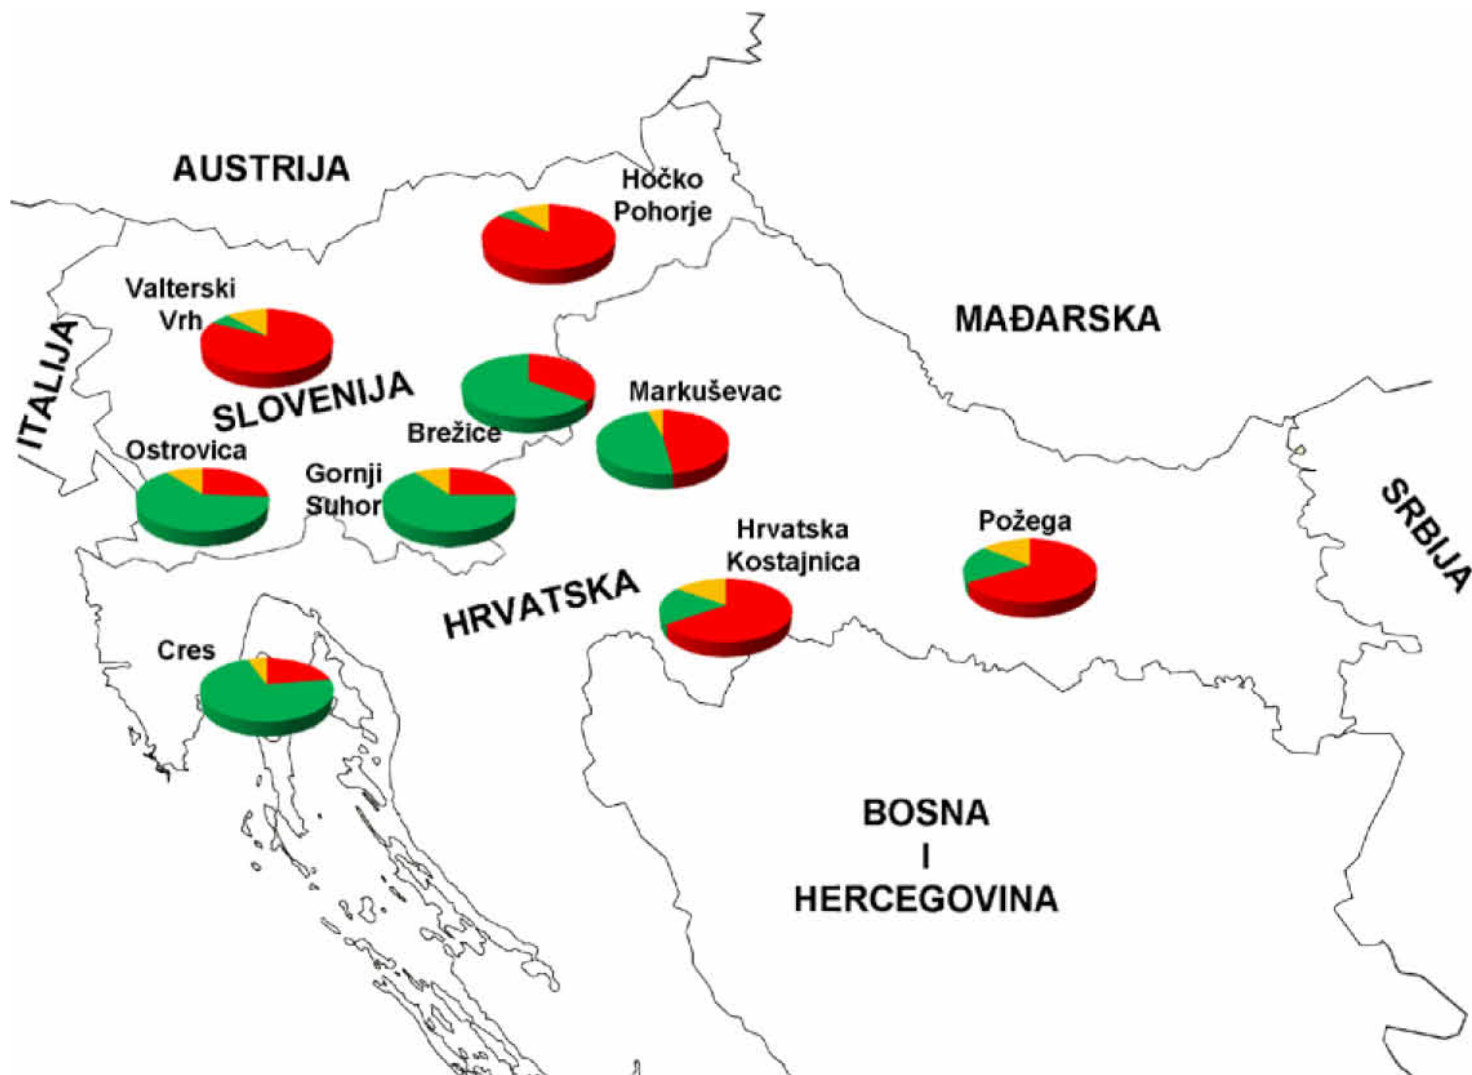 AUSTRIJA
Hočko
Pohorje
Valterski
Vrh
MAĐARSKA
ITALIJA
SLOVENIJA
Markuševac
Brežice
Ostrovica
Gornji
Suhor
SRBIJA
Požega
Hrvatska
Kostajnica
HRVATSKA
Cres
BOSNA
I
HERCEGOVINA